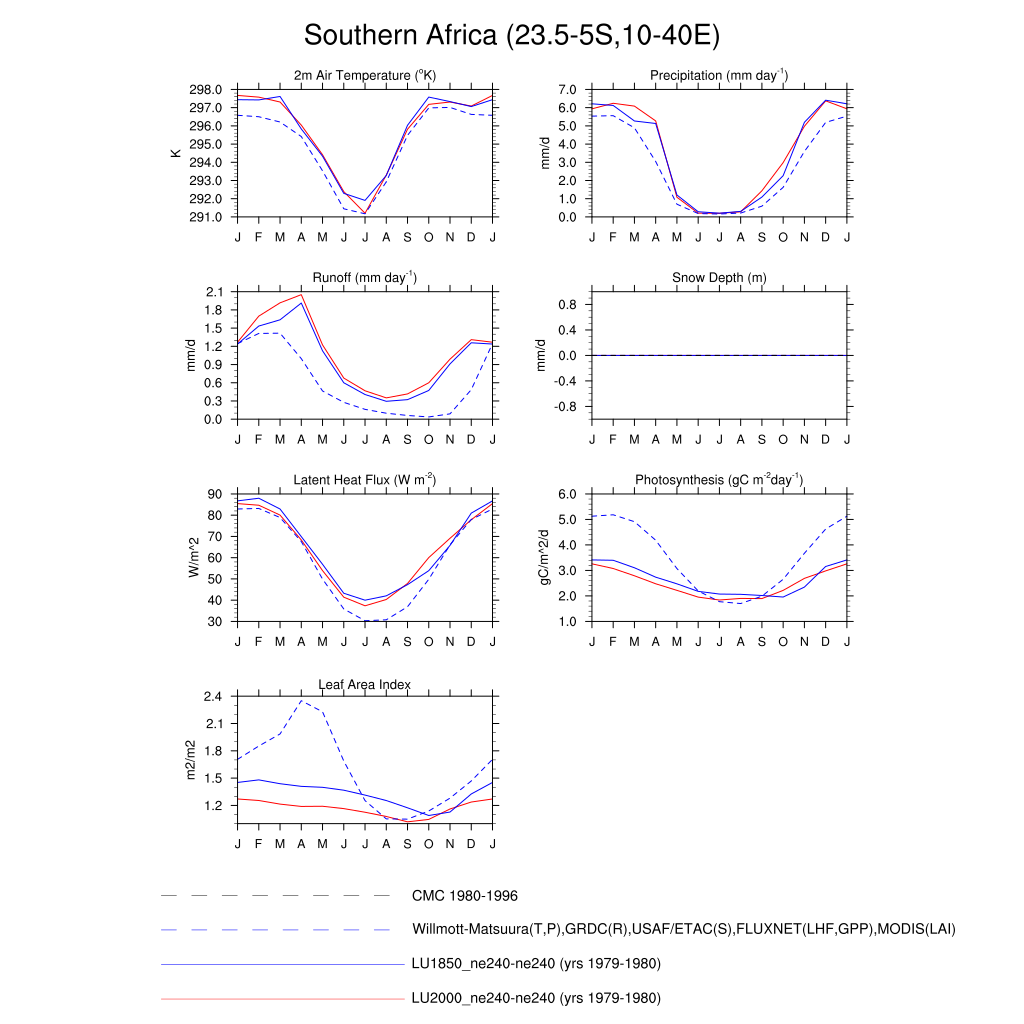 Southern Africa (23.5-5S,10-40E)
2m Air Temperature (°K)
298.0
297.0
296.0
295.0
294.0
293.0
292.0
291.0
K
J F M A M J J A S O N D J
Precipitation (mm day-1)
7.0
6.0
5.0
4.0
3.0
2.0
1.0
0.0
mm/d
J F M A M J J A S O N D J
Runoff (mm day-1)
2.1
1.8
1.5
1.2
0.9
0.6
0.3
0.0
mm/d
J F M A M J J A S O N D J
Snow Depth (m)
0.8
0.4
0.0
-0.4
-0.8
mm/d
J F M A M J J A S O N D J
Latent Heat Flux (W m-2)
90
80
70
60
50
40
30
W/m^2
J F M A M J J A S O N D J
Photosynthesis (gC m-2day-1)
6.0
5.0
4.0
3.0
2.0
1.0
gC/m^2/d
J F M A M J J A S O N D J
Leaf Area Index
2.4
2.1
1.8
1.5
1.2
m2/m2
J F M A M J J A S O N D J
CMC 1980-1996
Willmott-Matsuura(T,P),GRDC(R),USAF/ETAC(S),FLUXNET(LHF,GPP),MODIS(LAI)
LU1850_ne240-ne240 (yrs 1979-1980)
LU2000_ne240-ne240 (yrs 1979-1980)